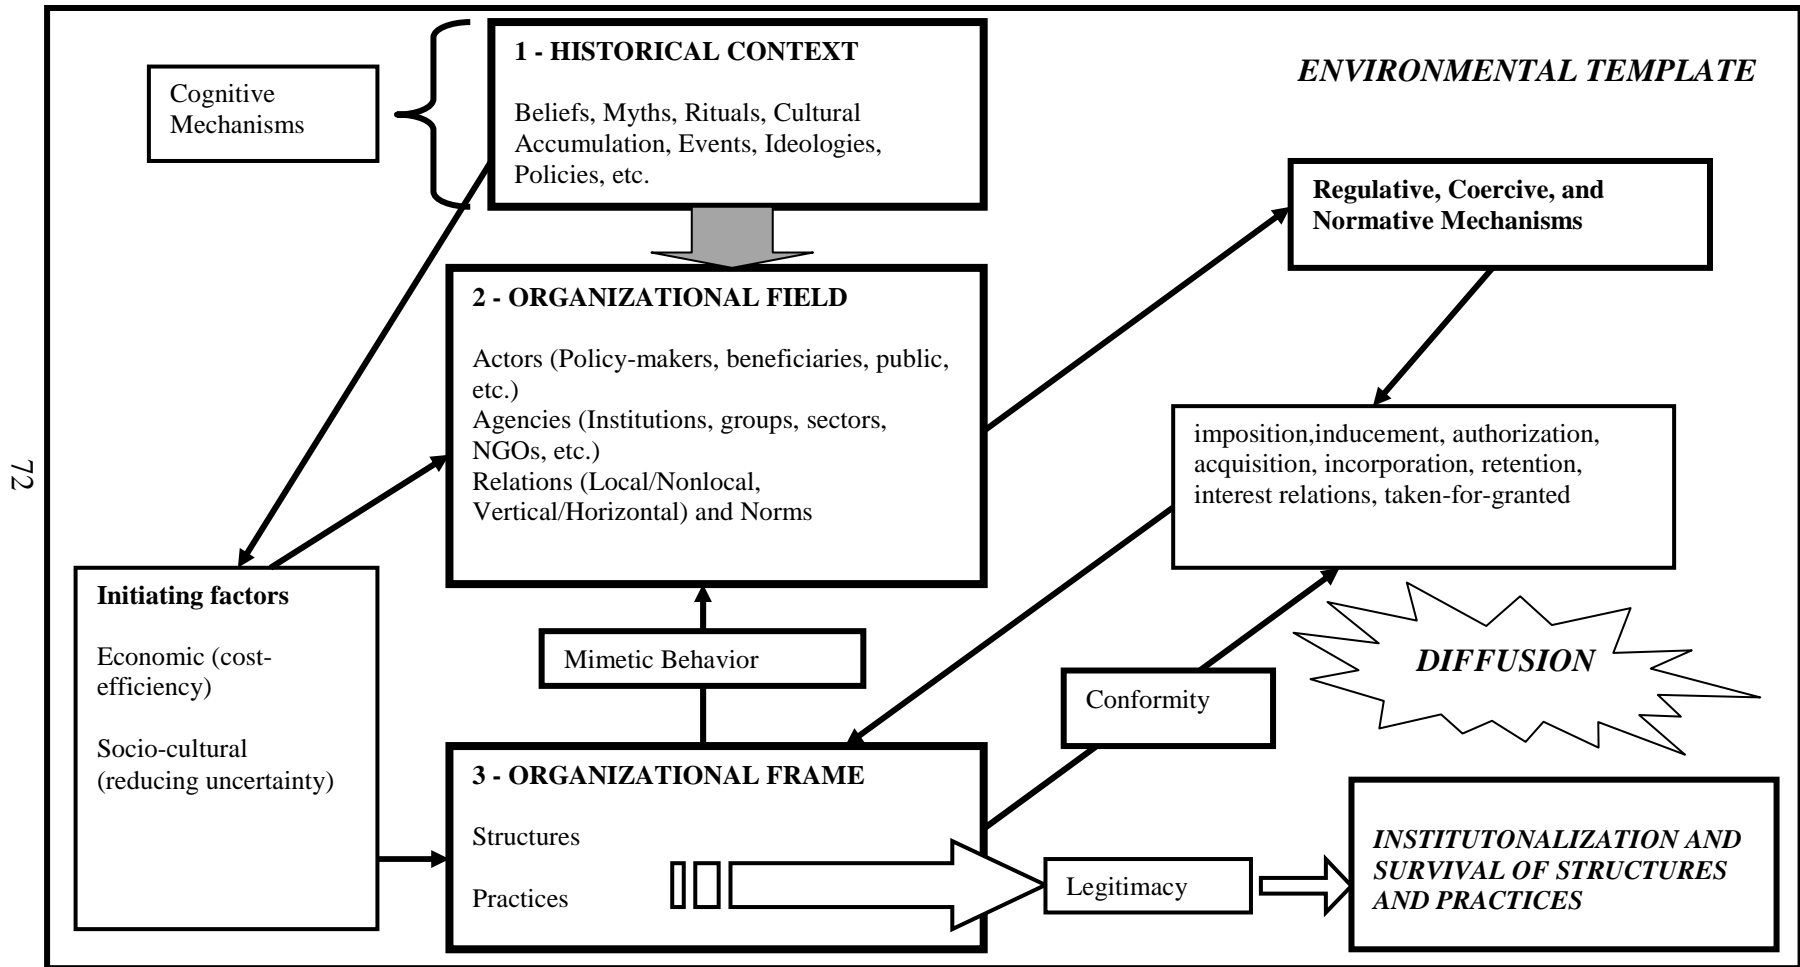 ENVIRONMENTAL TEMPLATE
Cognitive
Mechanisms
1 - HISTORICAL CONTEXT
Beliefs, Myths, Rituals, Cultural
Accumulation, Events, Ideologies,
Policies, etc.
Regulative, Coercive, and
Normative Mechanisms
2 - ORGANIZATIONAL FIELD
Actors (Policy-makers, beneficiaries, public,
etc.)
Agencies (Institutions, groups, sectors,
NGOs, etc.)
Relations (Local/Nonlocal,
Vertical/Horizontal) and Norms
imposition,inducement, authorization,
acquisition, incorporation, retention,
interest relations, taken-for-granted
72
Initiating factors
Economic (cost-
efficiency)
Socio-cultural
(reducing uncertainty)
Mimetic Behavior
Conformity
DIFFUSION
3 - ORGANIZATIONAL FRAME
Structures
Practices
Legitimacy
INSTITUTONALIZATION AND
SURVIVAL OF STRUCTURES
AND PRACTICES